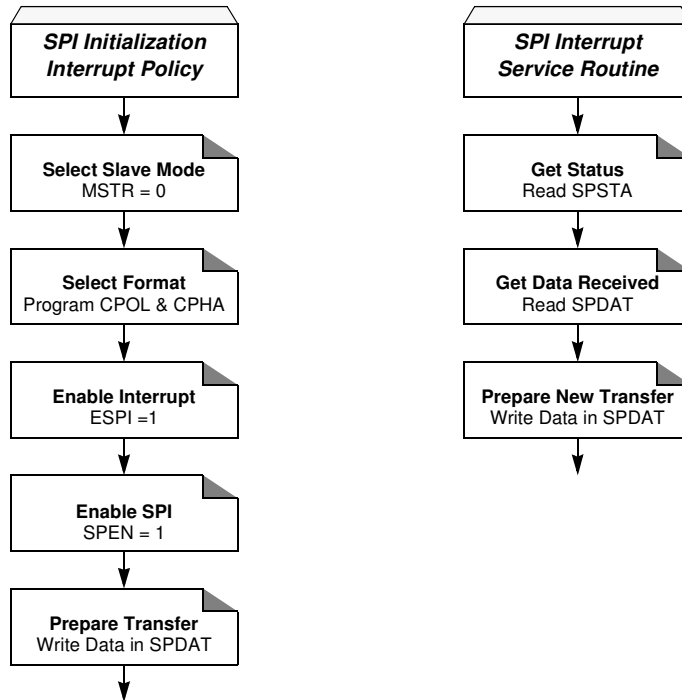 SPI Initialization
Interrupt Policy
Select Slave Mode
MSTR = 0
Select Format
Program CPOL & CPHA
Enable Interrupt
ESPI =1
Enable SPI
SPEN = 1
Prepare Transfer
Write Data in SPDAT
SPI Interrupt
Service Routine
Get Status
Read SPSTA
Get Data Received
Read SPDAT
Prepare New Transfer
Write Data in SPDAT